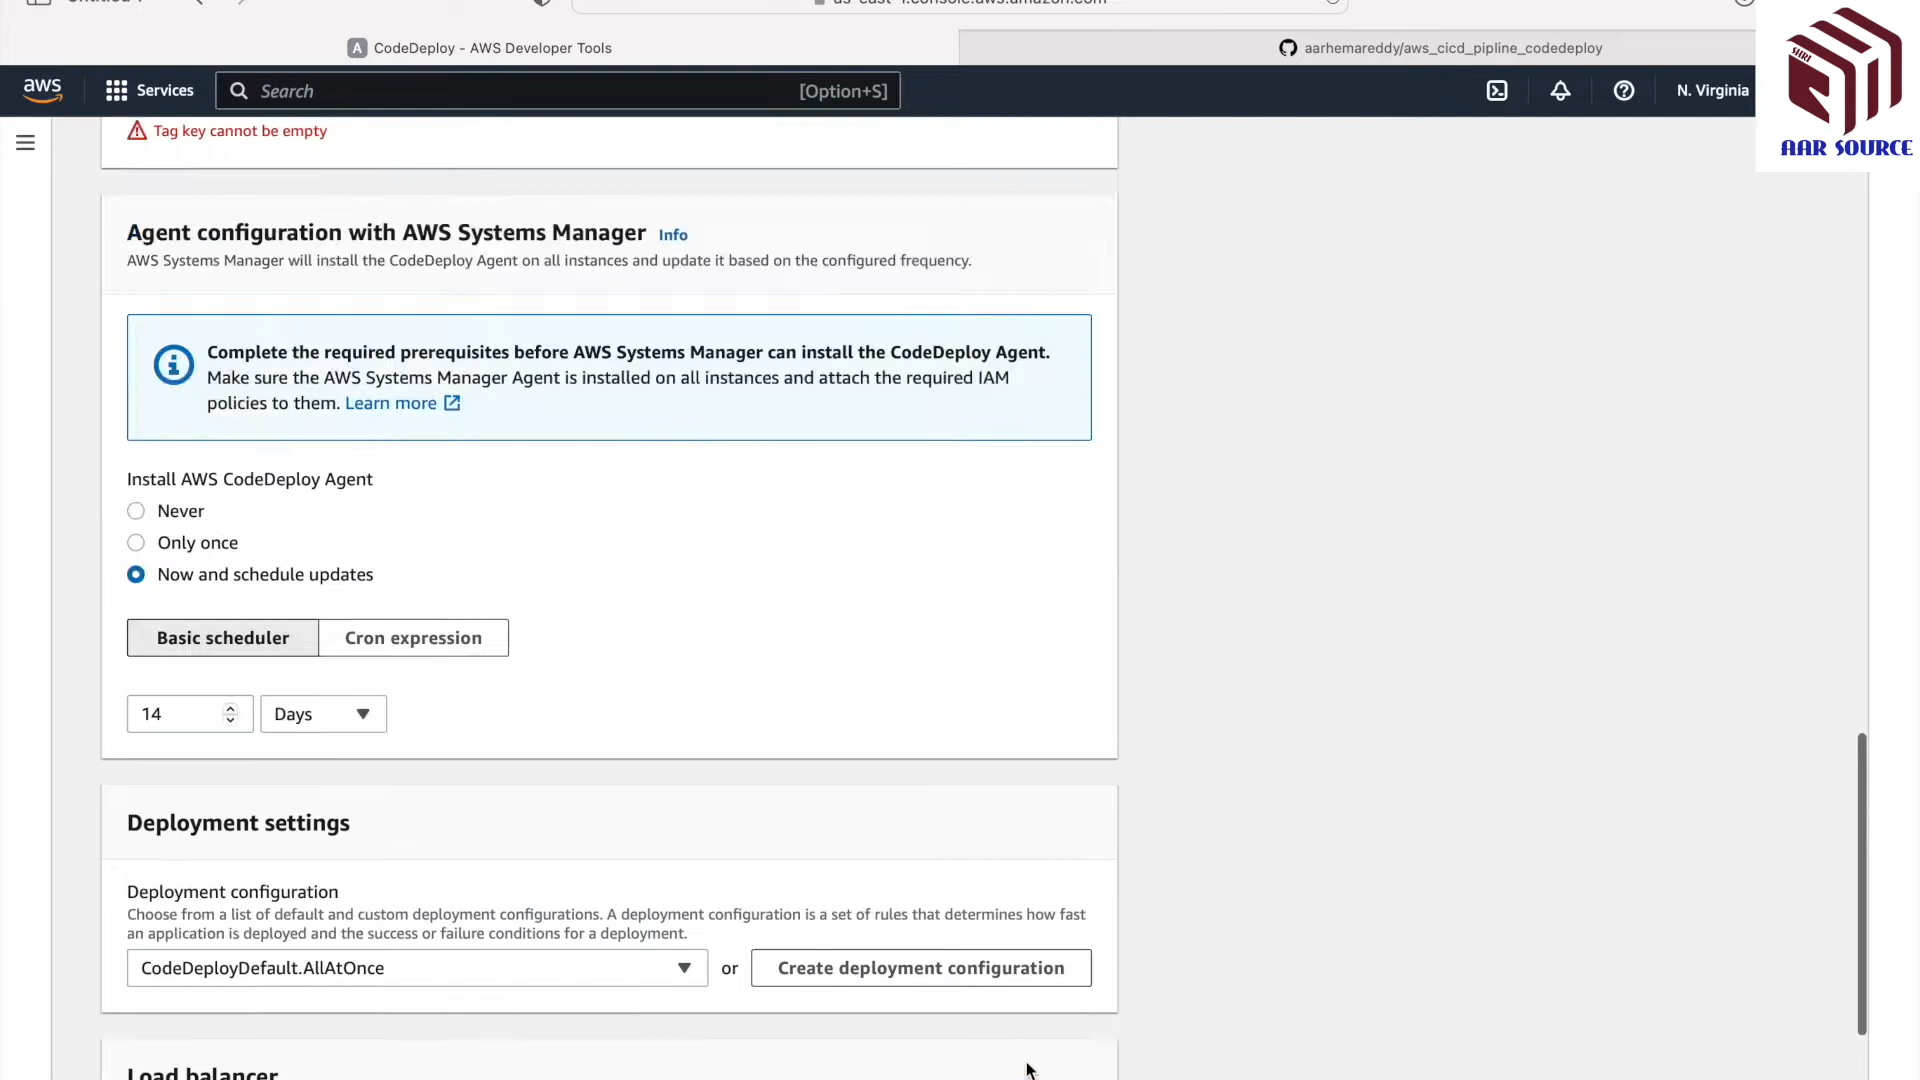 CodeDeploy - AWS Developer Tools
aarhemareddy/aws_cicd_pipline_codedeploy
SHRI
AAR SOURCE
aws
Services
Search
[Option+S]
N. Virginia
Tag key cannot be empty
Agent configuration with AWS Systems Manager Info
AWS Systems Manager will install the CodeDeploy Agent on all instances and update it based on the configured frequency.
Complete the required prerequisites before AWS Systems Manager can install the CodeDeploy Agent.
Make sure the AWS Systems Manager Agent is installed on all instances and attach the required IAM
policies to them. Learn more
Install AWS CodeDeploy Agent
Never
Only once
Now and schedule updates
Basic scheduler
Cron expression
14
Days
Deployment settings
Deployment configuration
Choose from a list of default and custom deployment configurations. A deployment configuration is a set of rules that determines how fast
an application is deployed and the success or failure conditions for a deployment.
CodeDeployDefault.AllAtOnce
or
Create deployment configuration
Load balancer